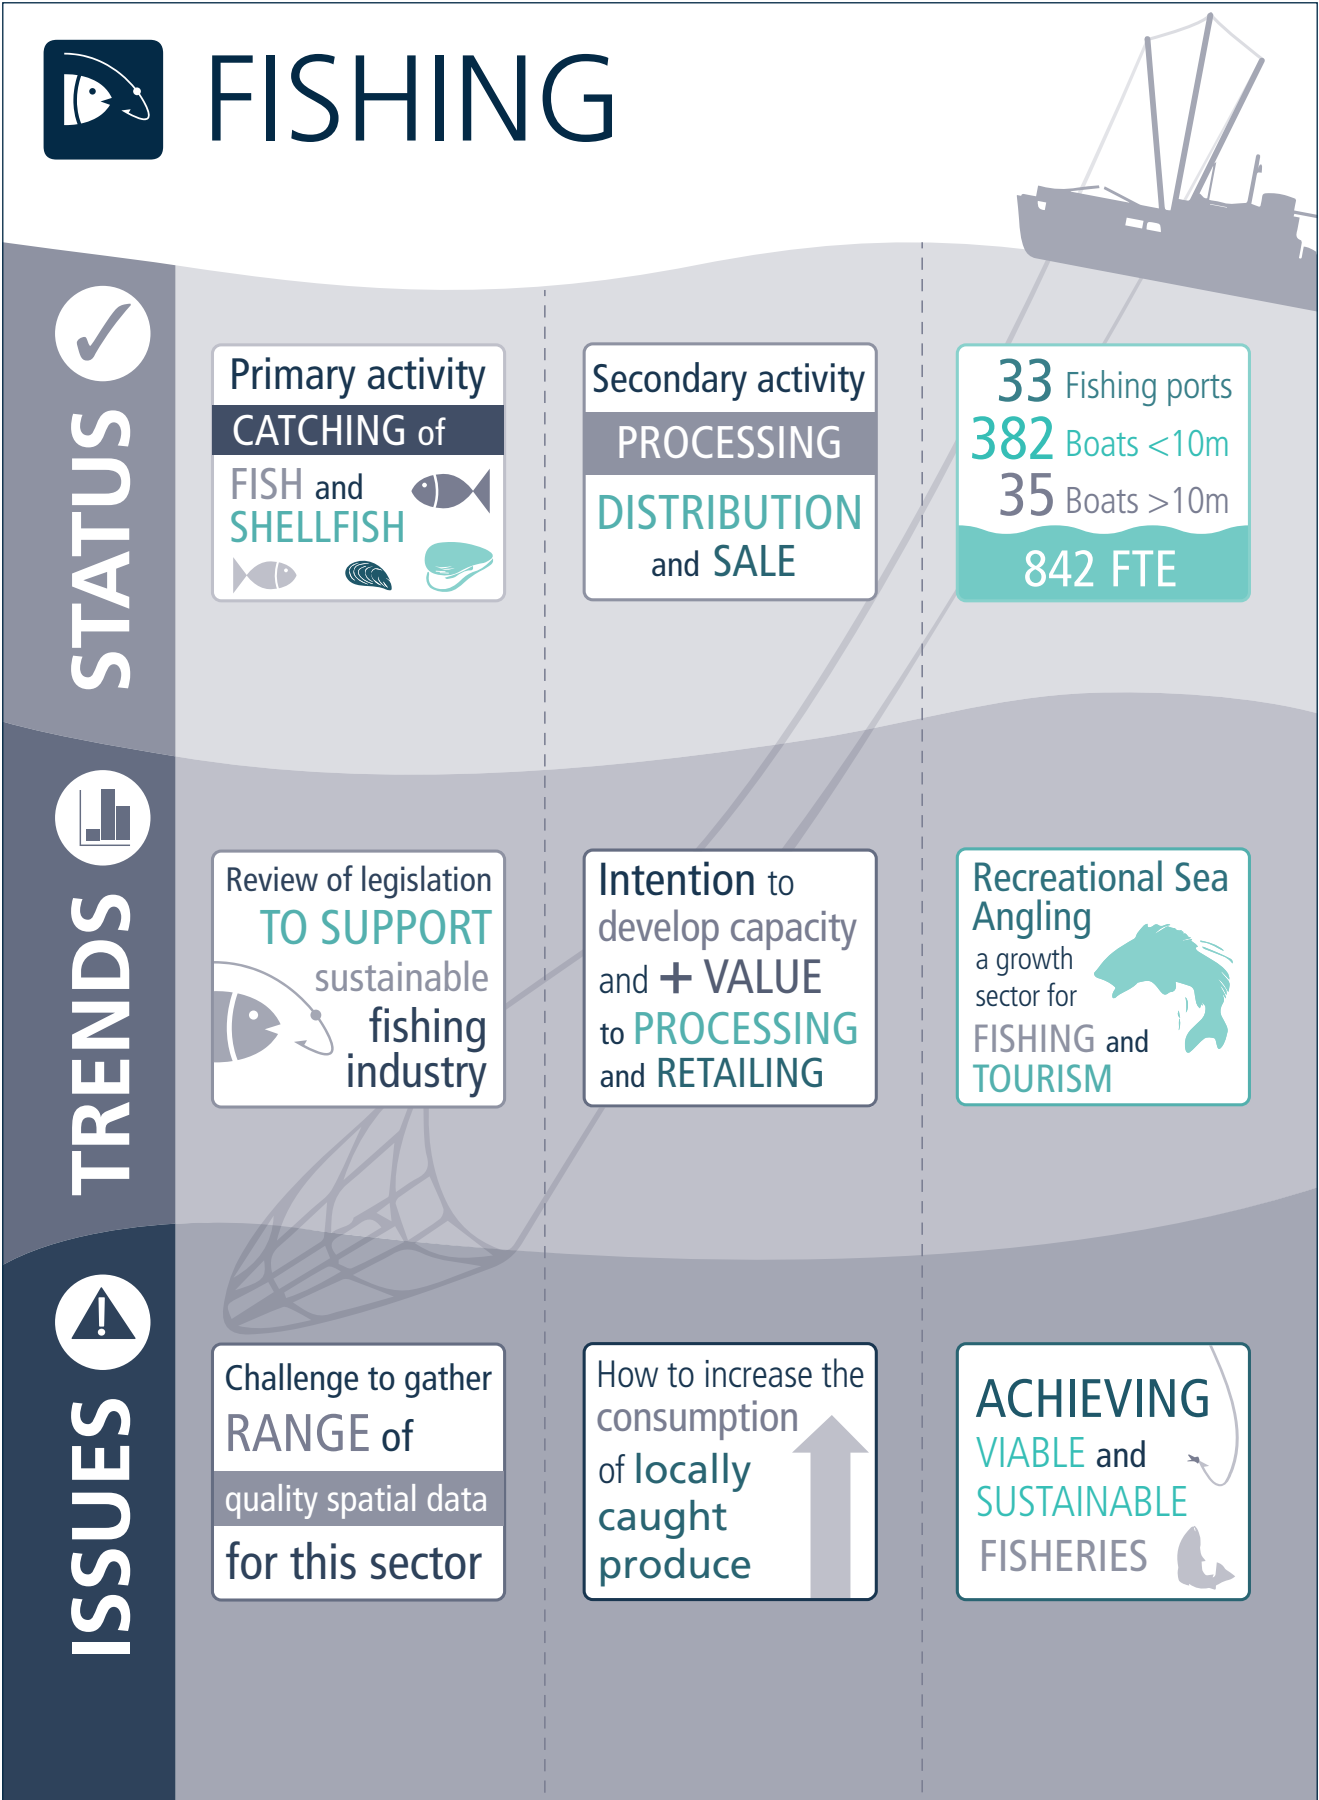 FISHING
STATUS
Primary activity
CATCHING of
FISH and
SHELLFISH
Secondary activity
PROCESSING
DISTRIBUTION
and SALE
33 Fishing ports
382 Boats <10m
35 Boats >10m
842 FTE
TRENDS
Review of legislation
TO SUPPORT
sustainable
fishing
industry
Intention to
develop capacity
and + VALUE
to PROCESSING
and RETAILING
Recreational Sea
Angling
a growth
sector for
FISHING and
TOURISM
ISSUES
Challenge to gather
RANGE of
quality spatial data
for this sector
How to increase the
consumption
of locally
caught
produce
ACHIEVING
VIABLE and
SUSTAINABLE
FISHERIES